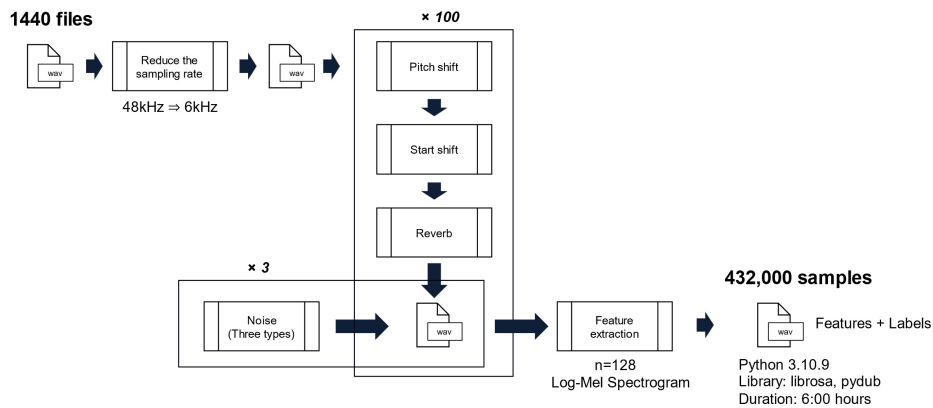 1440 files
× 100
wav
Reduce the
sampling rate
wav
Pitch shift
48kHz ⇒ 6kHz
Start shift
Reverb
× 3
432,000 samples
Noise
(Three types)
wav
Feature
extraction
wav
Features + Labels
n=128
Log-Mel Spectrogram
Python 3.10.9
Library: librosa, pydub
Duration: 6:00 hours